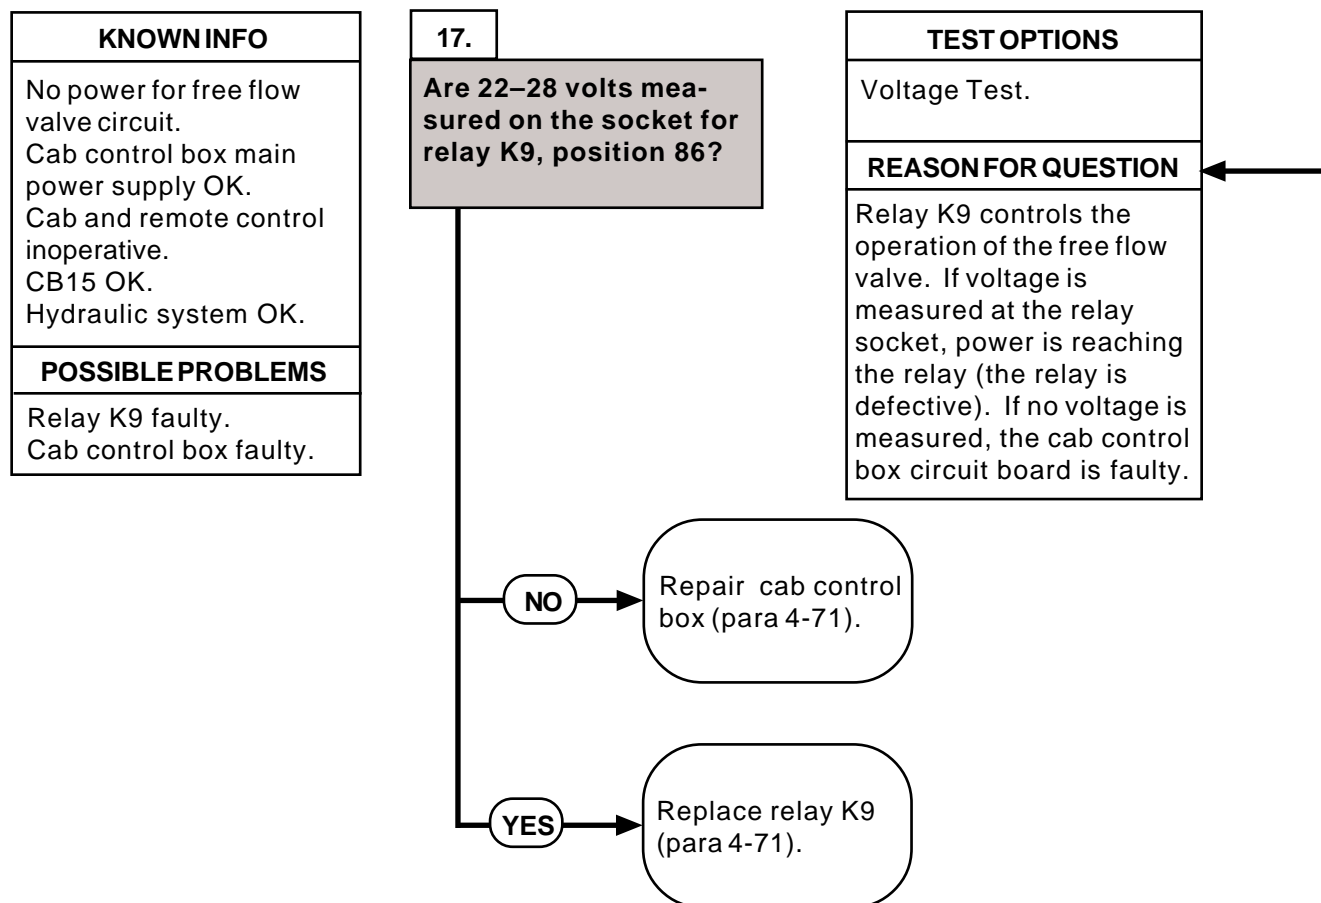 KNOWN INFO
No power for free flow
valve circuit.
Cab control box main
power supply OK.
Cab and remote control
inoperative.
CB15 OK.
Hydraulic system OK.
POSSIBLE PROBLEMS
Relay K9 faulty.
Cab control box faulty.
17.
Are 22–28 volts mea-
sured on the socket for
relay K9, position 86?
TEST OPTIONS
Voltage Test.
REASON FOR QUESTION
Relay K9 controls the
operation of the free flow
valve. If voltage is
measured at the relay
socket, power is reaching
the relay (the relay is
defective). If no voltage is
measured, the cab control
box circuit board is faulty.
NO
Repair cab control
box (para 4-71).
YES
Replace relay K9
(para 4-71).